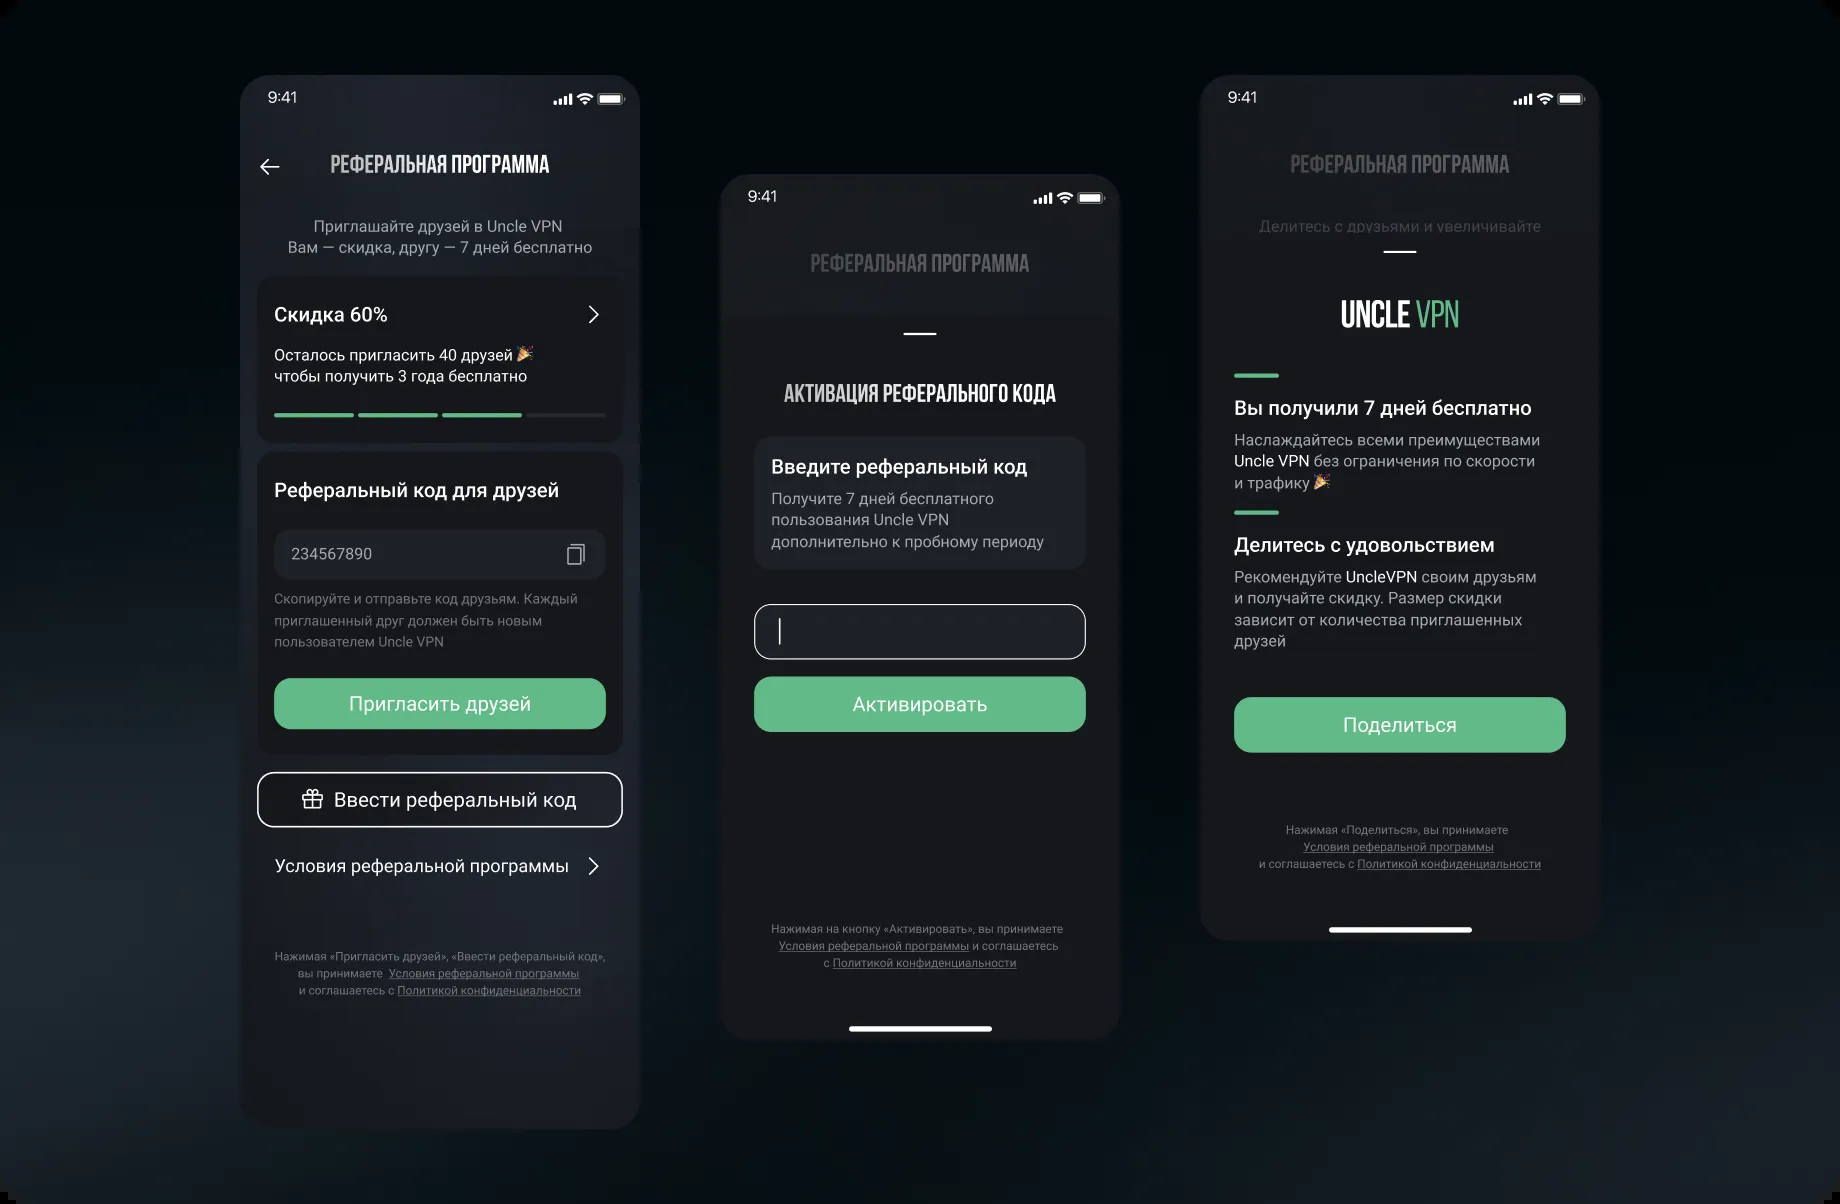 9:41
РЕФЕРАЛЬНАЯ ПРОГРАММА
Приглашайте друзей в Uncle VPN
Вам — скидка, другу — 7 дней бесплатно
Скидка 60%
Осталось пригласить 40 друзей 🎉
чтобы получить 3 года бесплатно
Реферальный код для друзей
234567890
Скопируйте и отправьте код друзьям. Каждый
приглашенный друг должен быть новым
пользователем Uncle VPN
Пригласить друзей
Ввести реферальный код
Условия реферальной программы
Нажимая «Пригласить друзей», «Ввести реферальный код»,
вы принимаете Условия реферальной программы
и соглашаетесь с Политикой конфиденциальности
9:41
РЕФЕРАЛЬНАЯ ПРОГРАММА
АКТИВАЦИЯ РЕФЕРАЛЬНОГО КОДА
Введите реферальный код
Получите 7 дней бесплатного
пользования Uncle VPN
дополнительно к пробному периоду
Активировать
Нажимая на кнопку «Активировать», вы принимаете
Условия реферальной программы и соглашаетесь
с Политикой конфиденциальности
9:41
РЕФЕРАЛЬНАЯ ПРОГРАММА
Делитесь с друзьями и увеличивайте
UNCLE VPN
Вы получили 7 дней бесплатно
Наслаждайтесь всеми преимуществами
Uncle VPN без ограничения по скорости
и трафику 🎉
Делитесь с удовольствием
Рекомендуйте UncleVPN своим друзьям
и получайте скидку. Размер скидки
зависит от количества приглашенных
друзей
Поделиться
Нажимая «Поделиться», вы принимаете
Условия реферальной программы
и соглашаетесь с Политикой конфиденциальности